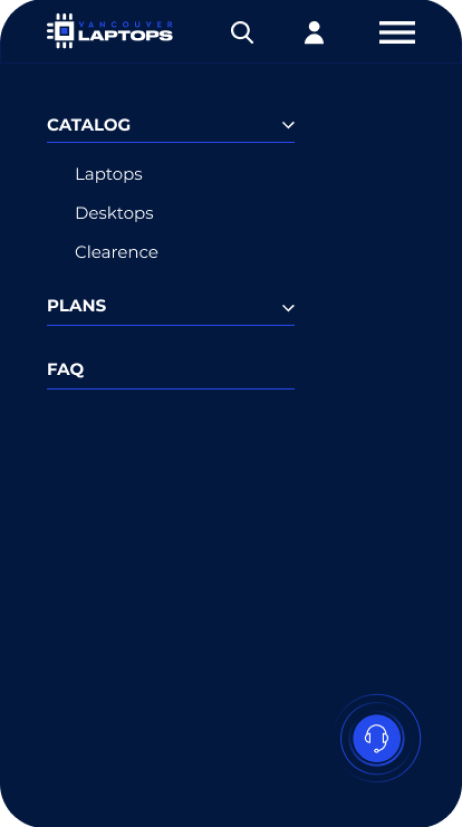 VANCOUVER
LAPTOPS
CATALOG
Laptops
Desktops
Clearence
PLANS
FAQ